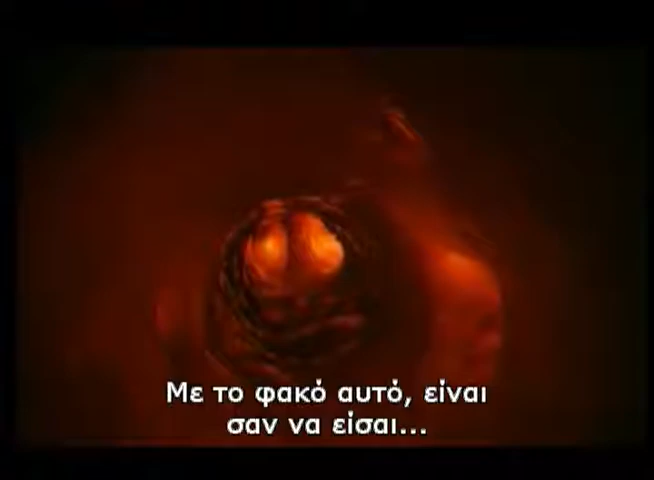 Με το φακό αυτό, είναι
σαν να είσαι...